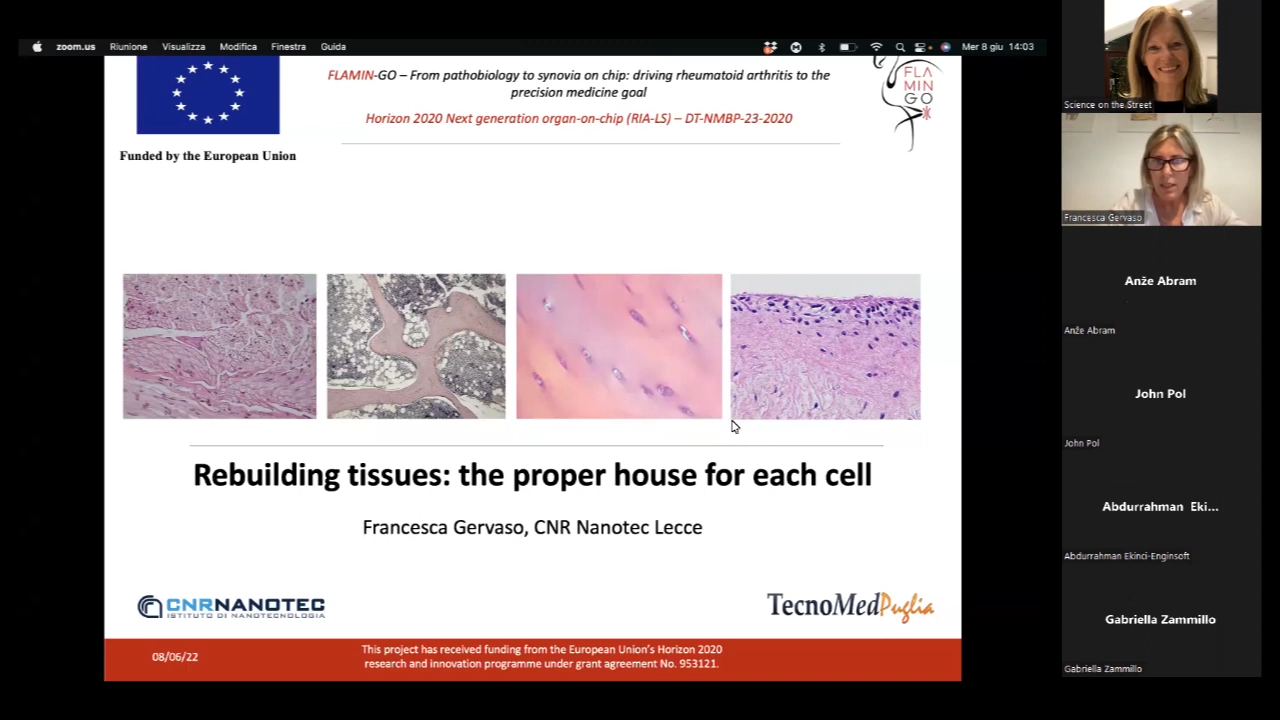 zoom.us Riunione Visualizza Modifica Finestra Guida Mer 8 giu 14:03
FLAMIN-GO – From pathobiology to synovia on chip: driving rheumatoid arthritis to the
precision medicine goal
Horizon 2020 Next generation organ-on-chip (RIA-LS) – DT-NMBP-23-2020
FLA
MIN
GO
Funded by the European Union
Rebuilding tissues: the proper house for each cell
Francesca Gervaso, CNR Nanotec Lecce
CNRNANOTEC
ISTITUTO DI NANOTECNOLOGIA
TecnoMedPuglia
08/06/22
This project has received funding from the European Union's Horizon 2020
research and innovation programme under grant agreement No. 953121.
Science on the Street
Francesca Gervaso
Anže Abram
Anže Abram
John Pol
John Pol
Abdurrahman Eki...
Abdurrahman Ekinci-Enginsoft
Gabriella Zammillo
Gabriella Zammillo